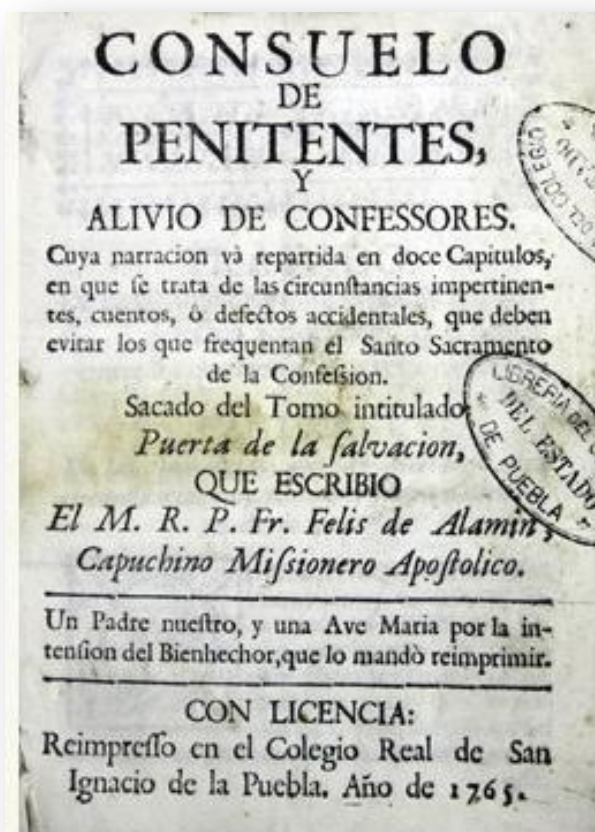 CONSUELO
DE
PENITENTES,
Y
ALIVIO DE CONFESSORES.
Cuya narracion và repartida en doce Capitulos,
en que ſe trata de las circunſtancias impertinen-
tes, cuentos, ò defectos accidentales, que deben
evitar los que frequentan el Santo Sacramento
de la Confeſsion.
Sacado del Tomo intitulado
Puerta de la ſalvacion,
QUE ESCRIBIO
El M. R. P. Fr. Felis de Alamin,
Capuchino Miſsionero Apoſtolico.
Un Padre nueſtro, y una Ave Maria por la in-
tenſion del Bienhechor, que lo mandò reimprimir.
CON LICENCIA:
Reimpreſſo en el Colegio Real de San
Ignacio de la Puebla. Año de 1765.
DEL COLEGIO
LIBRERIA DEL
DEL ESTADO
DE PUEBLA